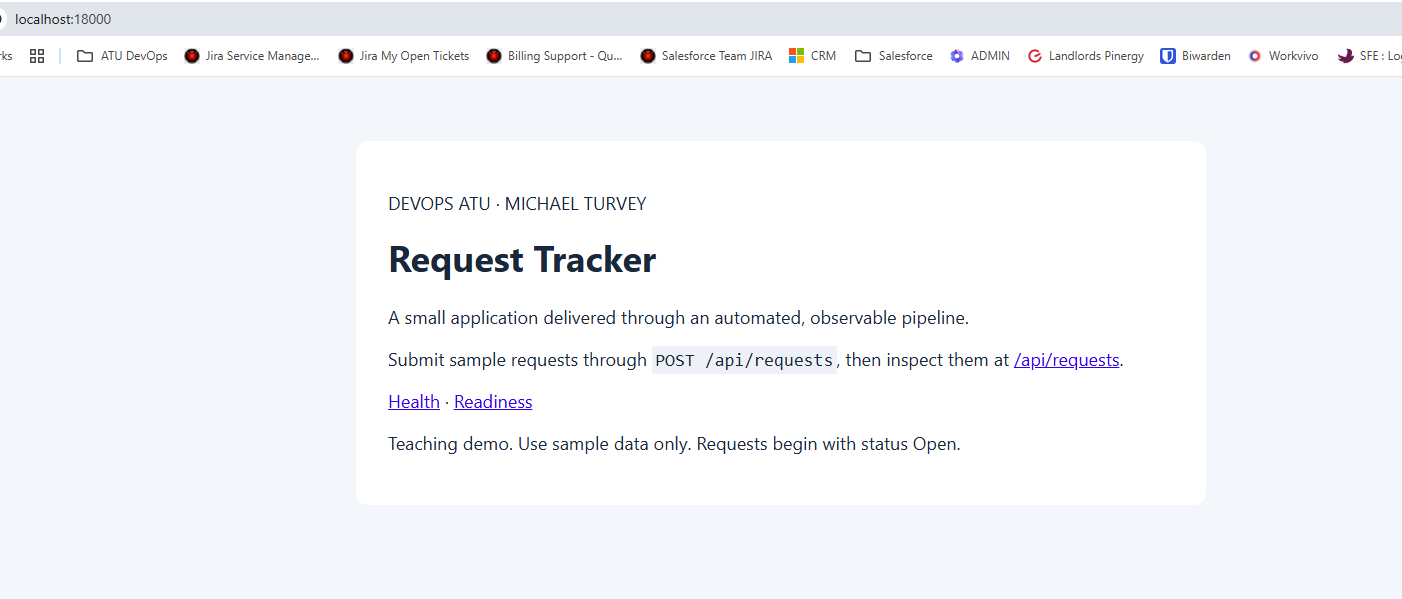 localhost:18000
ks ATU DevOps Jira Service Manage... Jira My Open Tickets Billing Support - Qu... Salesforce Team JIRA CRM Salesforce ADMIN Landlords Pinergy Biwarden Workvivo SFE : Log
DEVOPS ATU · MICHAEL TURVEY
Request Tracker
A small application delivered through an automated, observable pipeline.
Submit sample requests through POST /api/requests, then inspect them at /api/requests.
Health · Readiness
Teaching demo. Use sample data only. Requests begin with status Open.